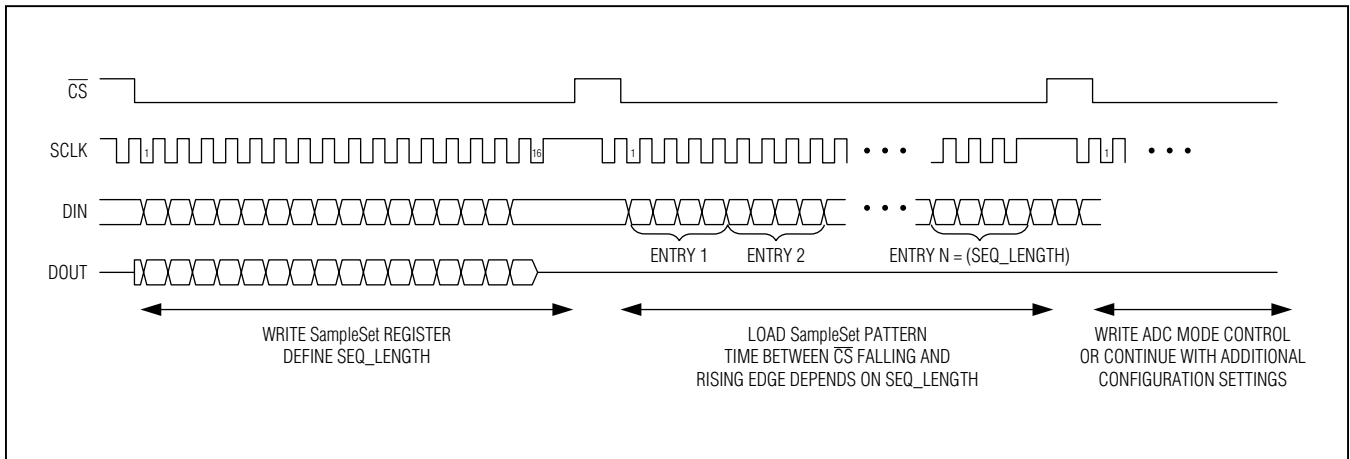 CS
SCLK
1
16
1
• • •
1
• • •
DIN
• • •
ENTRY 1
ENTRY 2
ENTRY N = (SEQ_LENGTH)
DOUT
WRITE SampleSet REGISTER
DEFINE SEQ_LENGTH
LOAD SampleSet PATTERN
TIME BETWEEN CS FALLING AND
RISING EDGE DEPENDS ON SEQ_LENGTH
WRITE ADC MODE CONTROL
OR CONTINUE WITH ADDITIONAL
CONFIGURATION SETTINGS